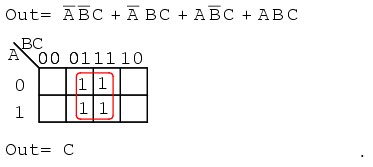 Out= A̅B̅C + A̅BC + AB̅C + ABC
BC
A 00 01 11 10
0 1 1
1 1 1
Out= C .